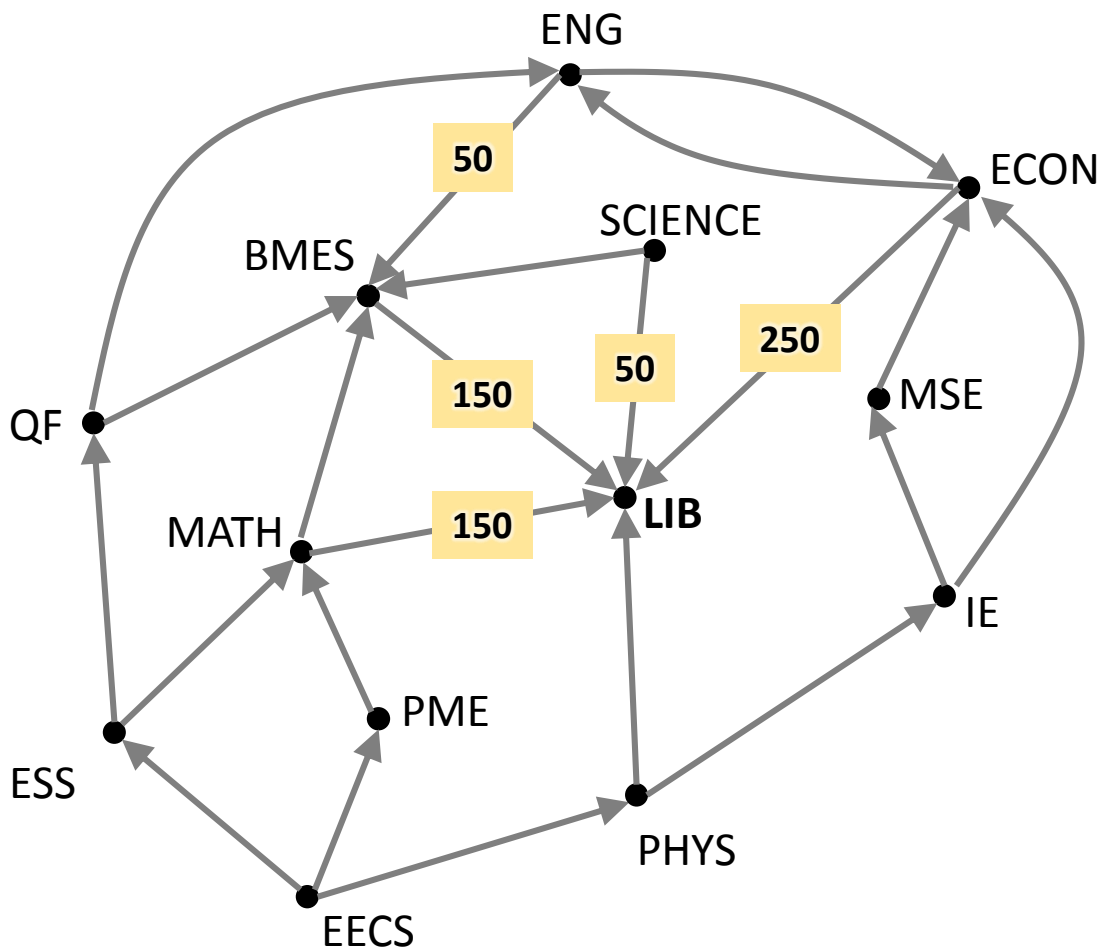 ENG
50
ECON
SCIENCE
BMES
250
50
150
MSE
QF
LIB
150
MATH
IE
PME
ESS
PHYS
EECS